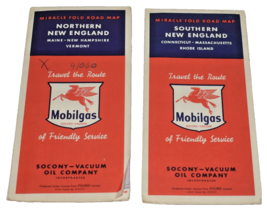 MIRACLE FOLD ROAD MAP
NORTHERN
NEW ENGLAND
MAINE · NEW HAMPSHIRE
VERMONT
X
Travel the Route
Mobilgas
of Friendly Service
SOCONY-VACUUM
OIL COMPANY
INCORPORATED
MIRACLE FOLD ROAD MAP
SOUTHERN
NEW ENGLAND
CONNECTICUT · MASSACHUSETTS
RHODE ISLAND
Travel the Route
Mobilgas
of Friendly Service
SOCONY-VACUUM
OIL COMPANY
INCORPORATED